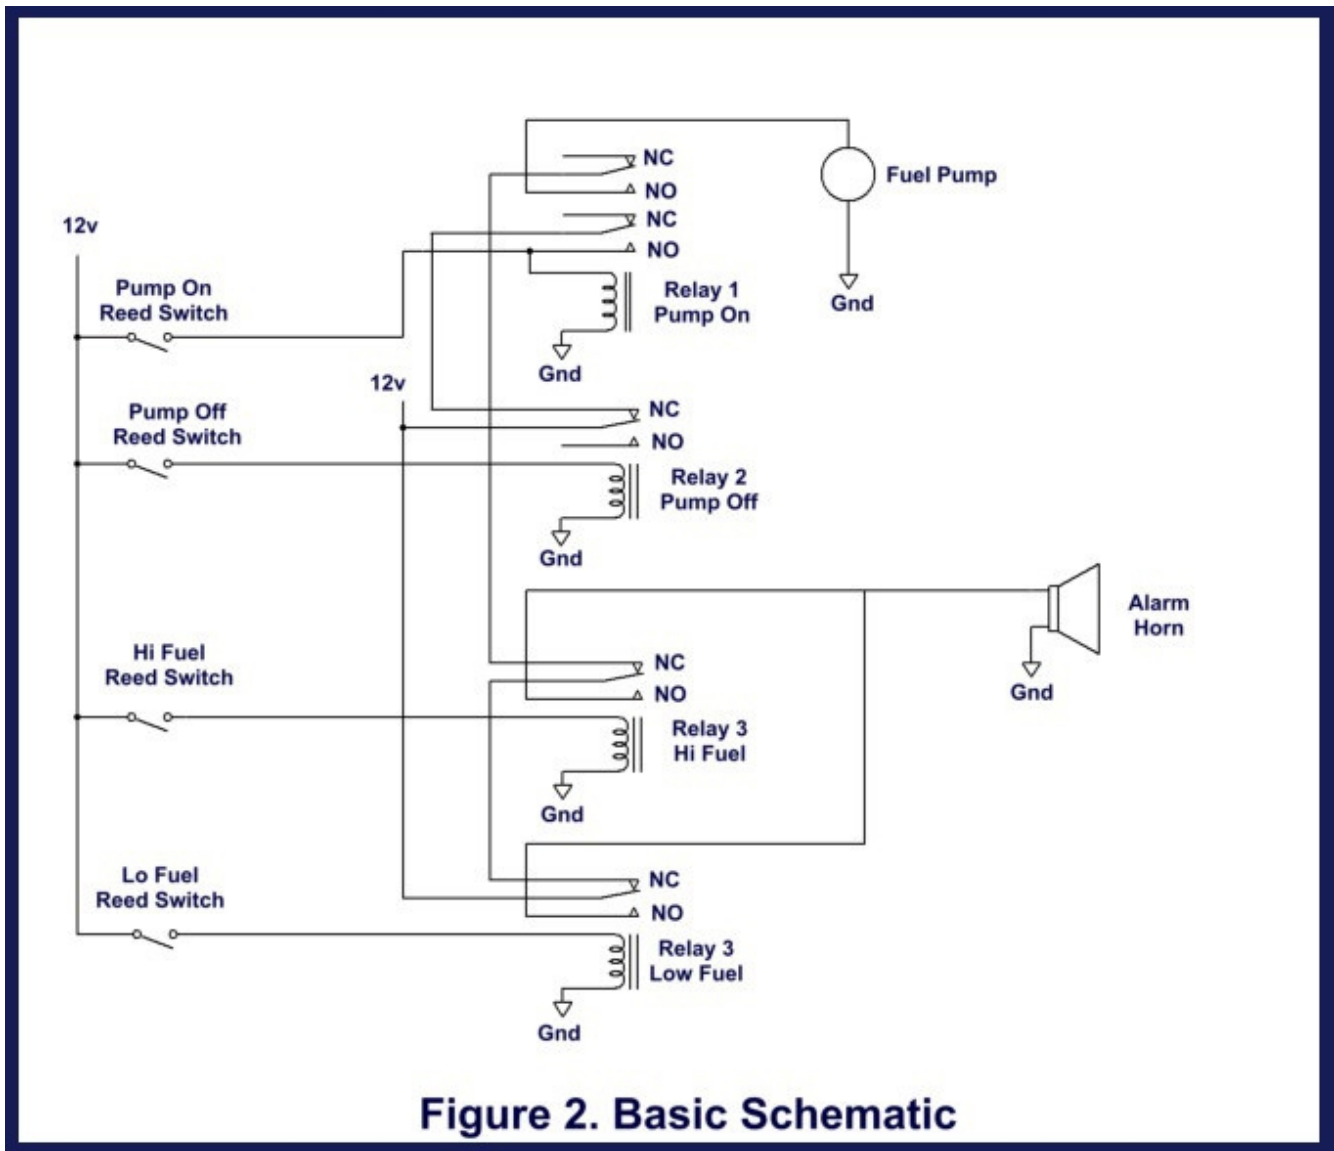 NC
Fuel Pump
NO
NC
12v
NO
Pump On
Reed Switch
Relay 1
Pump On
Gnd
Gnd
12v
Pump Off
Reed Switch
NC
NO
Relay 2
Pump Off
Gnd
Alarm
Horn
Hi Fuel
Reed Switch
NC
NO
Gnd
Relay 3
Hi Fuel
Gnd
Lo Fuel
Reed Switch
NC
NO
Relay 3
Low Fuel
Gnd
Figure 2. Basic Schematic